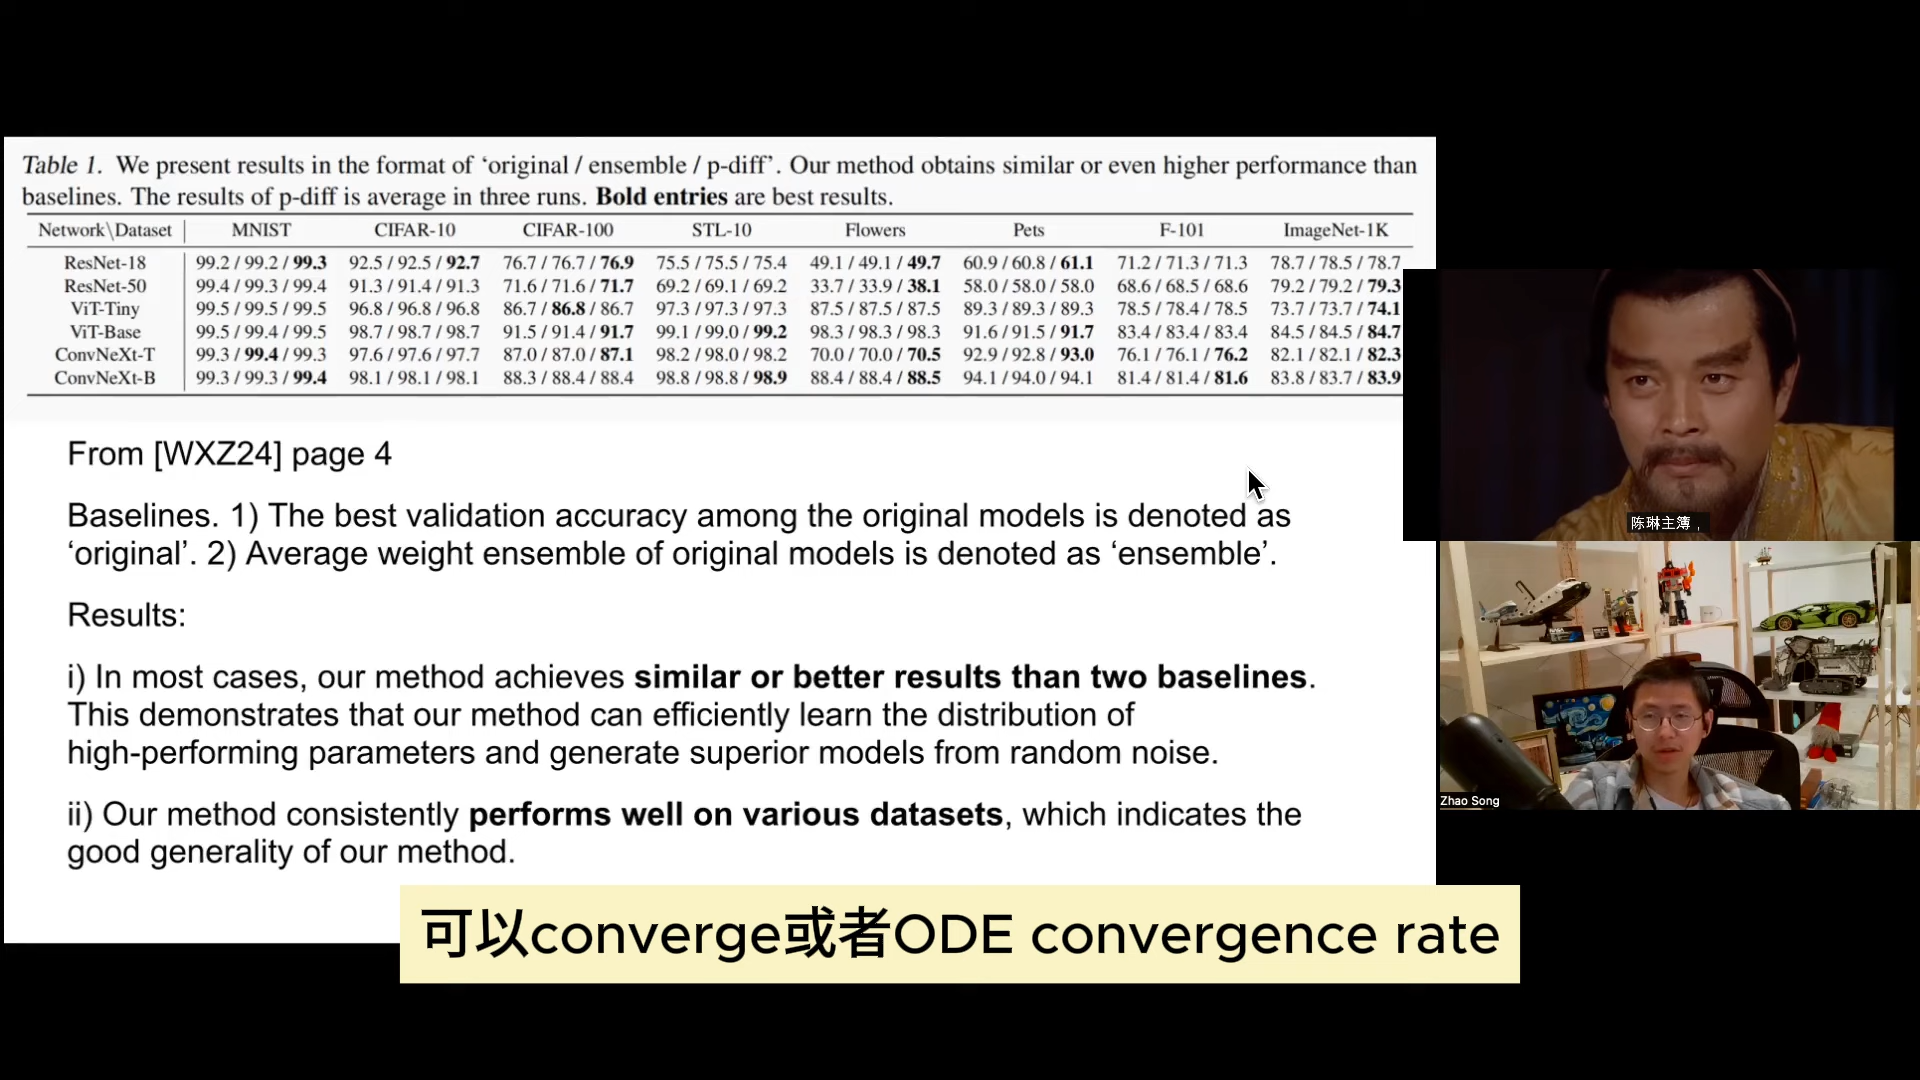 Table 1. We present results in the format of ‘original / ensemble / p-diff’. Our method obtains similar or even higher performance than
baselines. The results of p-diff is average in three runs. Bold entries are best results.
Network\Dataset MNIST CIFAR-10 CIFAR-100 STL-10 Flowers Pets F-101 ImageNet-1K
ResNet-18 99.2 / 99.2 / 99.3 92.5 / 92.5 / 92.7 76.7 / 76.7 / 76.9 75.5 / 75.5 / 75.4 49.1 / 49.1 / 49.7 60.9 / 60.8 / 61.1 71.2 / 71.3 / 71.3 78.7 / 78.5 / 78.7
ResNet-50 99.4 / 99.3 / 99.4 91.3 / 91.4 / 91.3 71.6 / 71.6 / 71.7 69.2 / 69.1 / 69.2 33.7 / 33.9 / 38.1 58.0 / 58.0 / 58.0 68.6 / 68.5 / 68.6 79.2 / 79.2 / 79.3
ViT-Tiny 99.5 / 99.5 / 99.5 96.8 / 96.8 / 96.8 86.7 / 86.8 / 86.7 97.3 / 97.3 / 97.3 87.5 / 87.5 / 87.5 89.3 / 89.3 / 89.3 78.5 / 78.4 / 78.5 73.7 / 73.7 / 74.1
ViT-Base 99.5 / 99.4 / 99.5 98.7 / 98.7 / 98.7 91.5 / 91.4 / 91.7 99.1 / 99.0 / 99.2 98.3 / 98.3 / 98.3 91.6 / 91.5 / 91.7 83.4 / 83.4 / 83.4 84.5 / 84.5 / 84.7
ConvNeXt-T 99.3 / 99.4 / 99.3 97.6 / 97.6 / 97.7 87.0 / 87.0 / 87.1 98.2 / 98.0 / 98.2 70.0 / 70.0 / 70.5 92.9 / 92.8 / 93.0 76.1 / 76.1 / 76.2 82.1 / 82.1 / 82.3
ConvNeXt-B 99.3 / 99.3 / 99.4 98.1 / 98.1 / 98.1 88.3 / 88.4 / 88.4 98.8 / 98.8 / 98.9 88.4 / 88.4 / 88.5 94.1 / 94.0 / 94.1 81.4 / 81.4 / 81.6 83.8 / 83.7 / 83.9
From [WXZ24] page 4
Baselines. 1) The best validation accuracy among the original models is denoted as
‘original’. 2) Average weight ensemble of original models is denoted as ‘ensemble’.
Results:
i) In most cases, our method achieves similar or better results than two baselines.
This demonstrates that our method can efficiently learn the distribution of
high-performing parameters and generate superior models from random noise.
ii) Our method consistently performs well on various datasets, which indicates the
good generality of our method.
陈琳主簿，
Zhao Song
可以converge或者ODE convergence rate